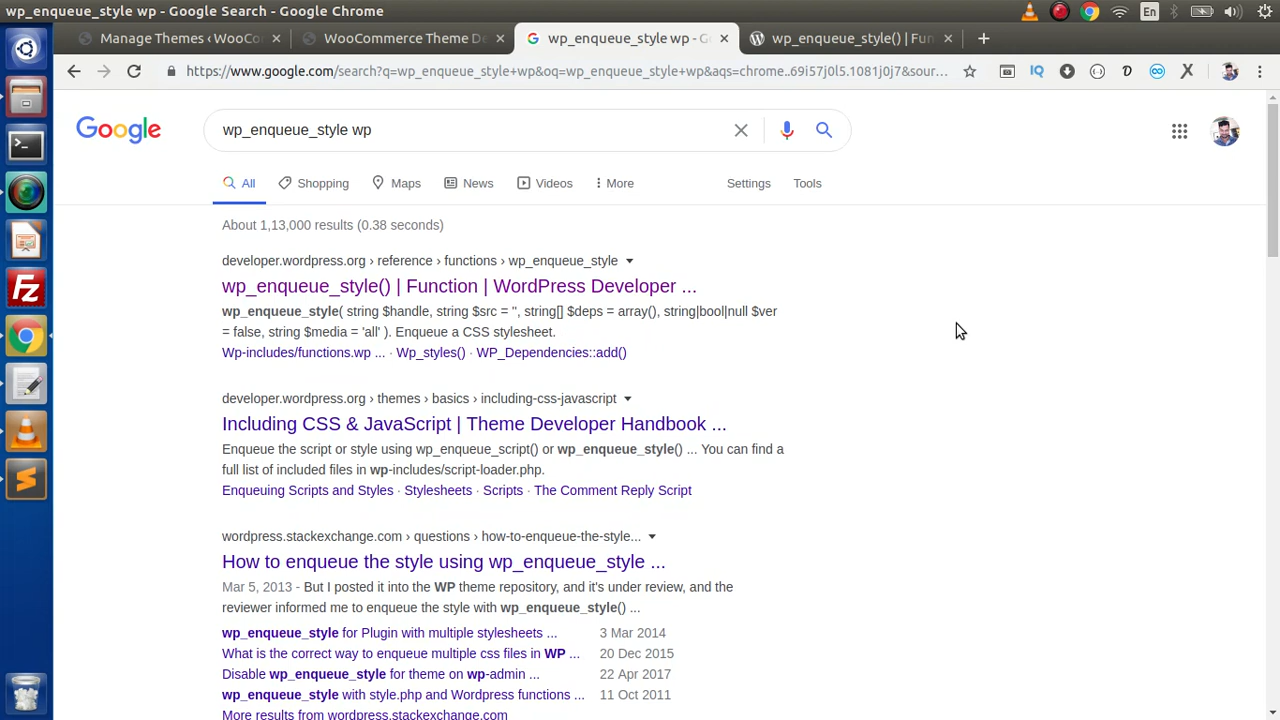 wp_enqueue_style wp - Google Search - Google Chrome
En
Manage Themes ‹ WooCor
WooCommerce Theme De
wp_enqueue_style wp - G
wp_enqueue_style() | Fun
https://www.google.com/search?q=wp_enqueue_style+wp&oq=wp_enqueue_style+wp&aqs=chrome..69i57j0l5.1081j0j7&sour...
Google
wp_enqueue_style wp
All
Shopping
Maps
News
Videos
More
Settings
Tools
About 1,13,000 results (0.38 seconds)
developer.wordpress.org › reference › functions › wp_enqueue_style
wp_enqueue_style() | Function | WordPress Developer ...
wp_enqueue_style( string $handle, string $src = '', string[] $deps = array(), string|bool|null $ver
= false, string $media = 'all' ). Enqueue a CSS stylesheet.
Wp-includes/functions.wp ... · Wp_styles() · WP_Dependencies::add()
developer.wordpress.org › themes › basics › including-css-javascript
Including CSS & JavaScript | Theme Developer Handbook ...
Enqueue the script or style using wp_enqueue_script() or wp_enqueue_style() ... You can find a
full list of included files in wp-includes/script-loader.php.
Enqueuing Scripts and Styles · Stylesheets · Scripts · The Comment Reply Script
wordpress.stackexchange.com › questions › how-to-enqueue-the-style...
How to enqueue the style using wp_enqueue_style ...
Mar 5, 2013 - But I posted it into the WP theme repository, and it's under review, and the
reviewer informed me to enqueue the style with wp_enqueue_style() ...
wp_enqueue_style for Plugin with multiple stylesheets ... 3 Mar 2014
What is the correct way to enqueue multiple css files in WP ... 20 Dec 2015
Disable wp_enqueue_style for theme on wp-admin ... 22 Apr 2017
wp_enqueue_style with style.php and Wordpress functions ... 11 Oct 2011
More results from wordpress.stackexchange.com